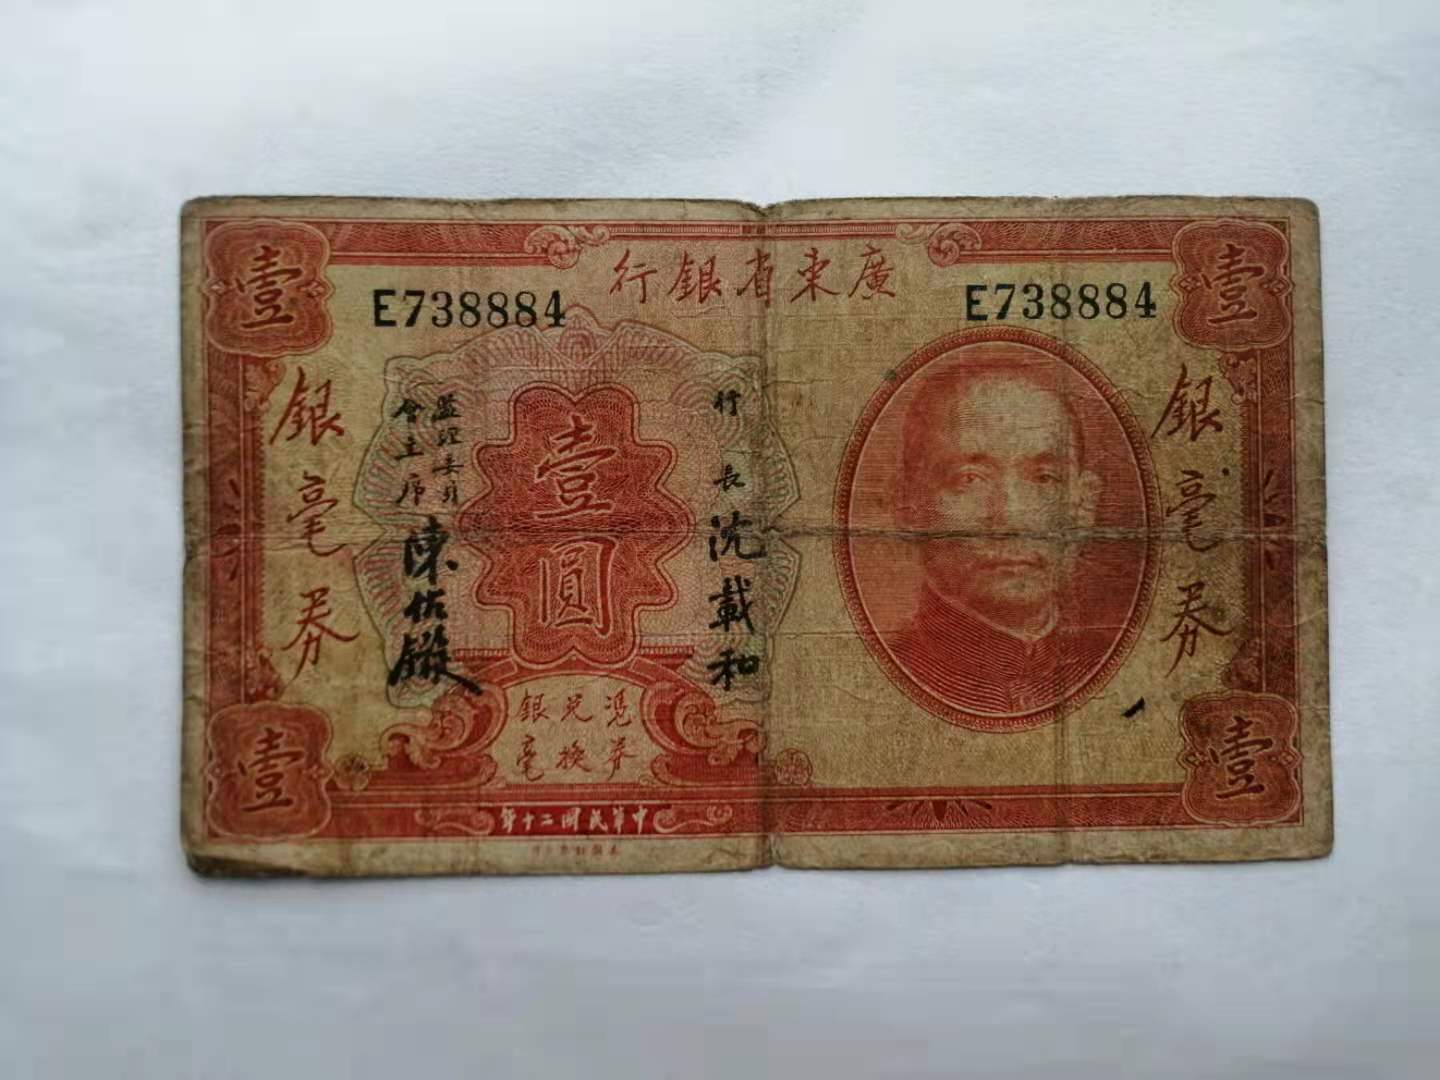 廣東省銀行
E738884
E738884
壹
壹
銀毫券
銀毫券
行長
沈載和
監理委員
會主席
陳佐璇
壹圓
憑券
兌換
銀毫
壹
壹
中華民國二十年